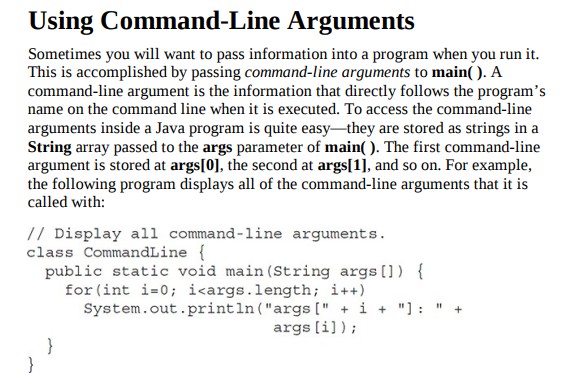 Using Command-Line Arguments
Sometimes you will want to pass information into a program when you run it.
This is accomplished by passing command-line arguments to main( ). A
command-line argument is the information that directly follows the program’s
name on the command line when it is executed. To access the command-line
arguments inside a Java program is quite easy—they are stored as strings in a
String array passed to the args parameter of main( ). The first command-line
argument is stored at args[0], the second at args[1], and so on. For example,
the following program displays all of the command-line arguments that it is
called with:
// Display all command-line arguments.
class CommandLine {
  public static void main(String args[]) {
    for(int i=0; i<args.length; i++)
      System.out.println("args[" + i + "]: " +
                          args[i]);
  }
}